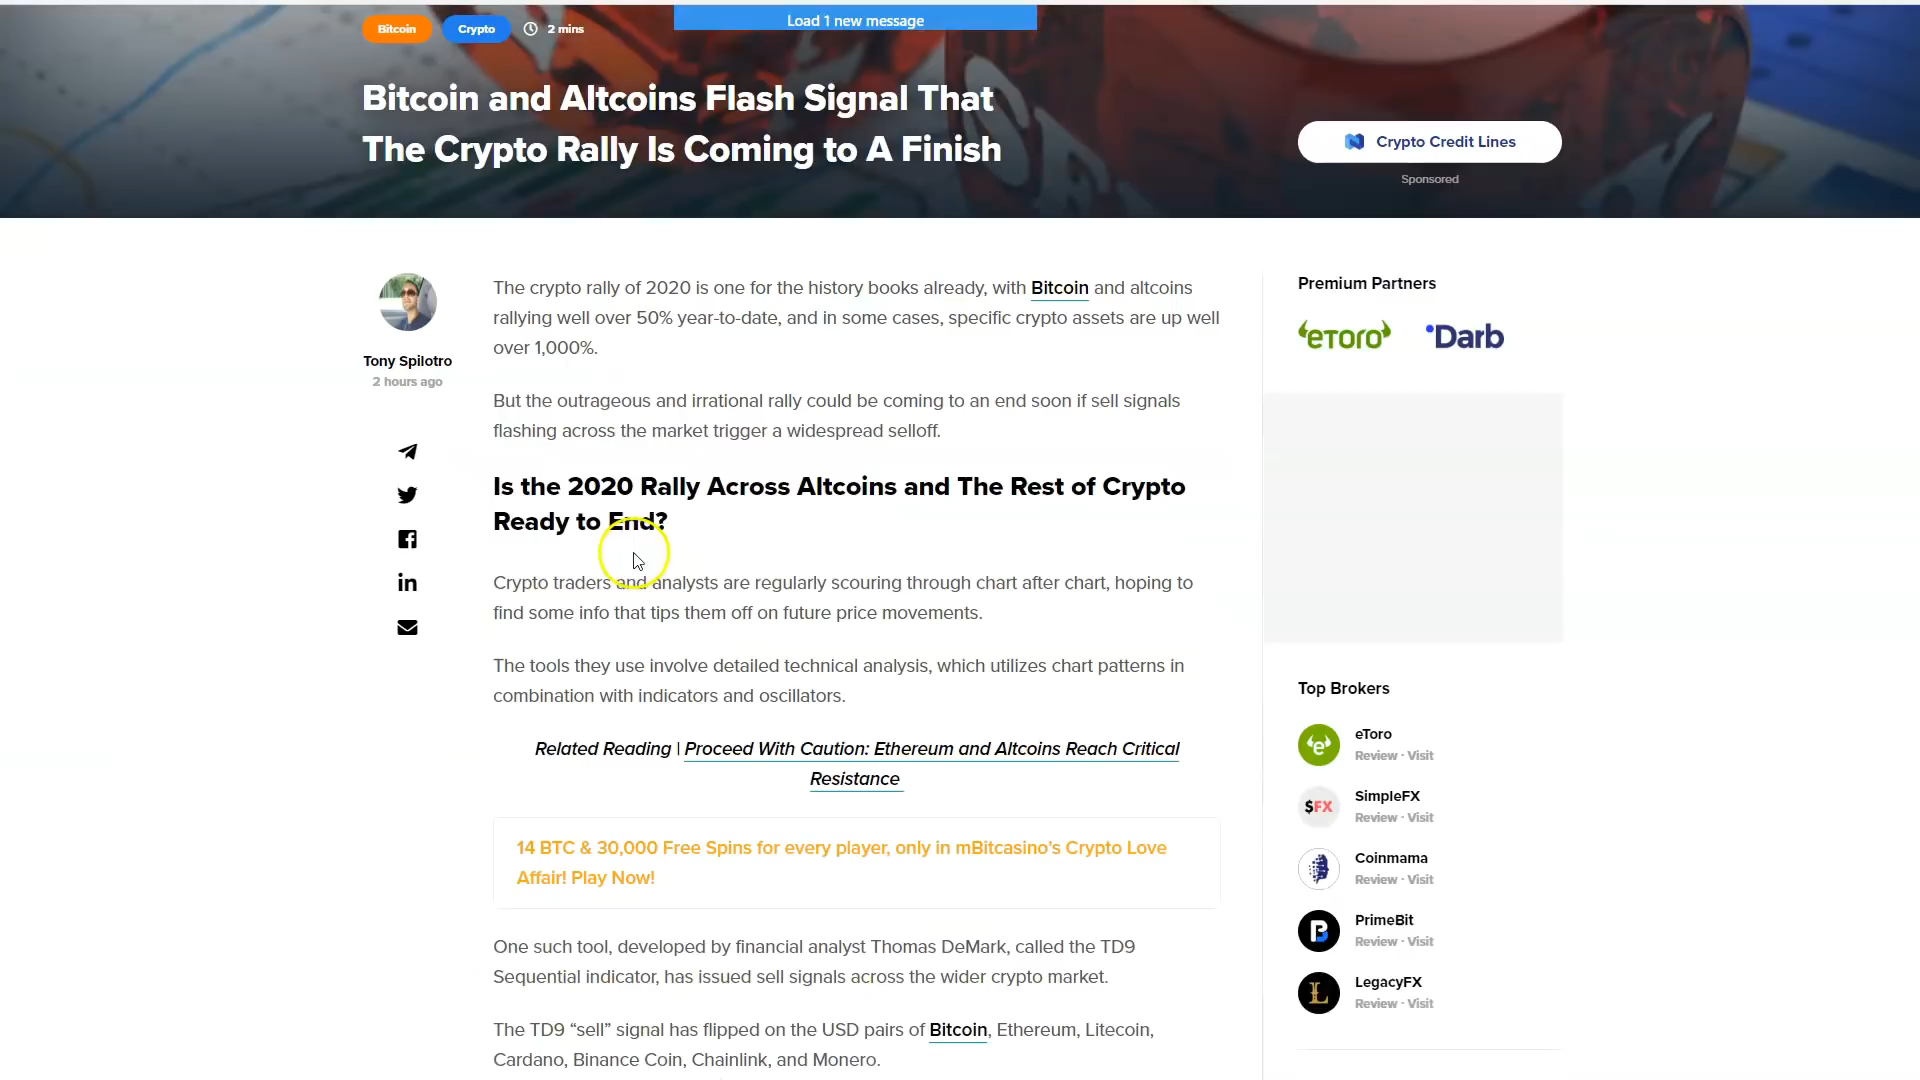 Load 1 new message
Bitcoin Crypto 2 mins
Bitcoin and Altcoins Flash Signal That
The Crypto Rally Is Coming to A Finish
Crypto Credit Lines
Sponsored
Tony Spilotro
2 hours ago
The crypto rally of 2020 is one for the history books already, with Bitcoin and altcoins
rallying well over 50% year-to-date, and in some cases, specific crypto assets are up well
over 1,000%.
But the outrageous and irrational rally could be coming to an end soon if sell signals
flashing across the market trigger a widespread selloff.
Is the 2020 Rally Across Altcoins and The Rest of Crypto
Ready to End?
Crypto traders and analysts are regularly scouring through chart after chart, hoping to
find some info that tips them off on future price movements.
The tools they use involve detailed technical analysis, which utilizes chart patterns in
combination with indicators and oscillators.
Related Reading | Proceed With Caution: Ethereum and Altcoins Reach Critical
Resistance
14 BTC & 30,000 Free Spins for every player, only in mBitcasino’s Crypto Love
Affair! Play Now!
One such tool, developed by financial analyst Thomas DeMark, called the TD9
Sequential indicator, has issued sell signals across the wider crypto market.
The TD9 “sell” signal has flipped on the USD pairs of Bitcoin, Ethereum, Litecoin,
Cardano, Binance Coin, Chainlink, and Monero.
Premium Partners
eToro Darb
Top Brokers
eToro
Review · Visit
$FX
SimpleFX
Review · Visit
Coinmama
Review · Visit
PrimeBit
Review · Visit
LegacyFX
Review · Visit